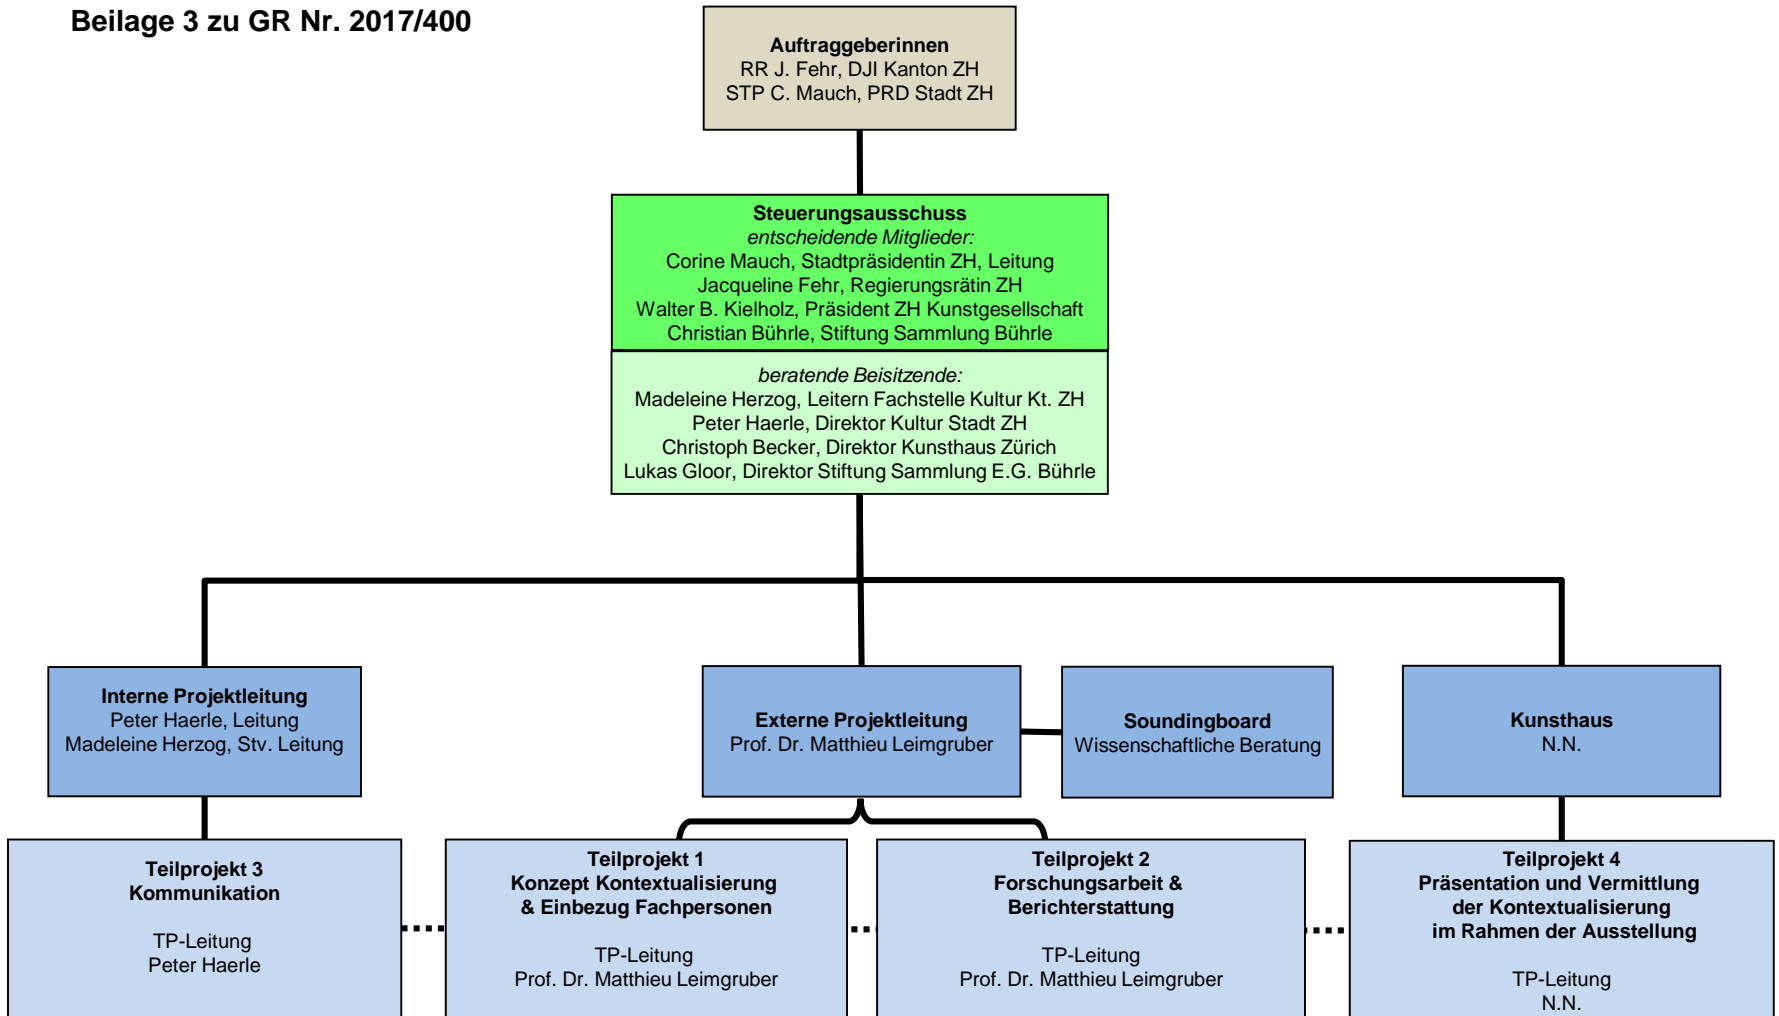 Beilage 3 zu GR Nr. 2017/400
Auftraggeberinnen
RR J. Fehr, DJI Kanton ZH
STP C. Mauch, PRD Stadt ZH
Steuerungsausschuss
entscheidende Mitglieder:
Corine Mauch, Stadtpräsidentin ZH, Leitung
Jacqueline Fehr, Regierungsrätin ZH
Walter B. Kielholz, Präsident ZH Kunstgesellschaft
Christian Bührle, Stiftung Sammlung Bührle
beratende Beisitzende:
Madeleine Herzog, Leitern Fachstelle Kultur Kt. ZH
Peter Haerle, Direktor Kultur Stadt ZH
Christoph Becker, Direktor Kunsthaus Zürich
Lukas Gloor, Direktor Stiftung Sammlung E.G. Bührle
Interne Projektleitung
Peter Haerle, Leitung
Madeleine Herzog, Stv. Leitung
Externe Projektleitung
Prof. Dr. Matthieu Leimgruber
Soundingboard
Wissenschaftliche Beratung
Kunsthaus
N.N.
Teilprojekt 3
Kommunikation
TP-Leitung
Peter Haerle
Teilprojekt 1
Konzept Kontextualisierung
& Einbezug Fachpersonen
TP-Leitung
Prof. Dr. Matthieu Leimgruber
Teilprojekt 2
Forschungsarbeit &
Berichterstattung
TP-Leitung
Prof. Dr. Matthieu Leimgruber
Teilprojekt 4
Präsentation und Vermittlung
der Kontextualisierung
im Rahmen der Ausstellung
TP-Leitung
N.N.